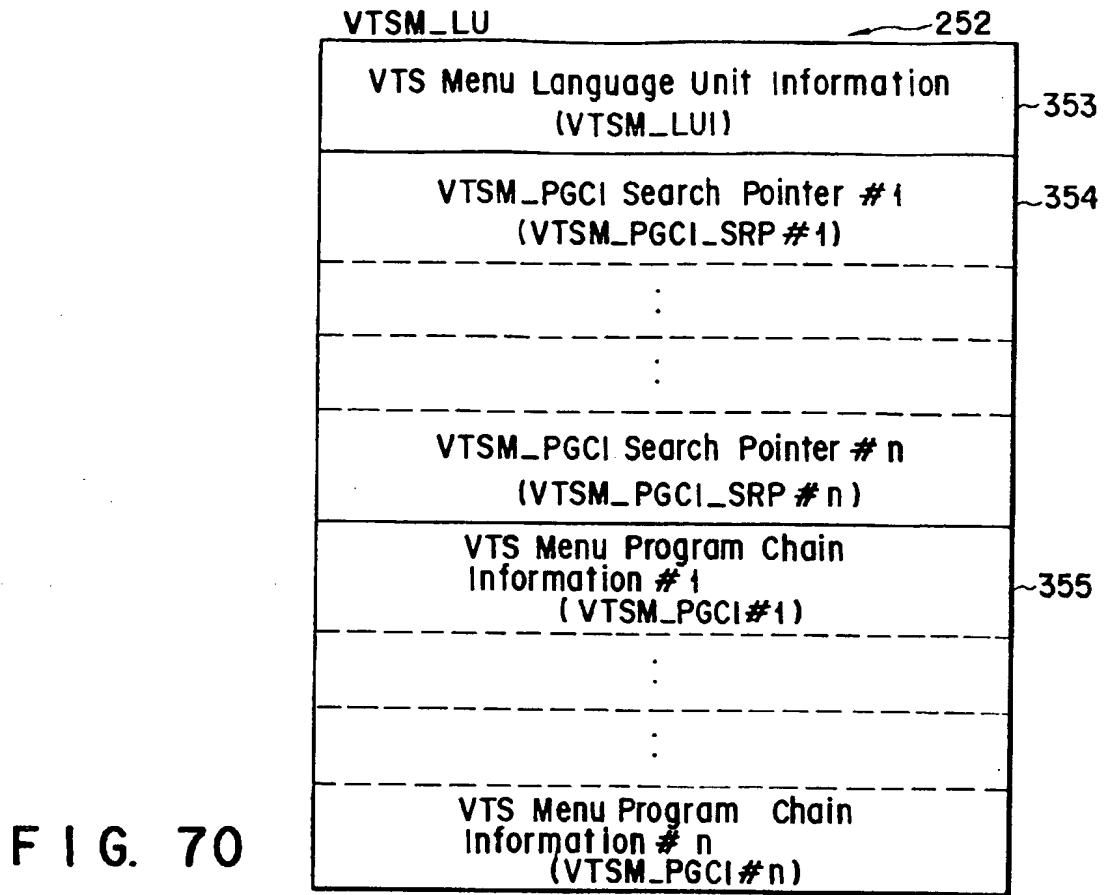 VTSM_LU 252
VTS Menu Language Unit Information
(VTSM_LUI)
353
VTSM_PGCI Search Pointer #1
354
(VTSM_PGCI_SRP #1)
VTSM_PGCI Search Pointer # n
(VTSM_PGCI_SRP # n)
VTS Menu Program Chain
Information # 1
355
(VTSM_PGCI#1)
VTS Menu Program Chain
Information # n
(VTSM_PGCI#n)
FIG. 70